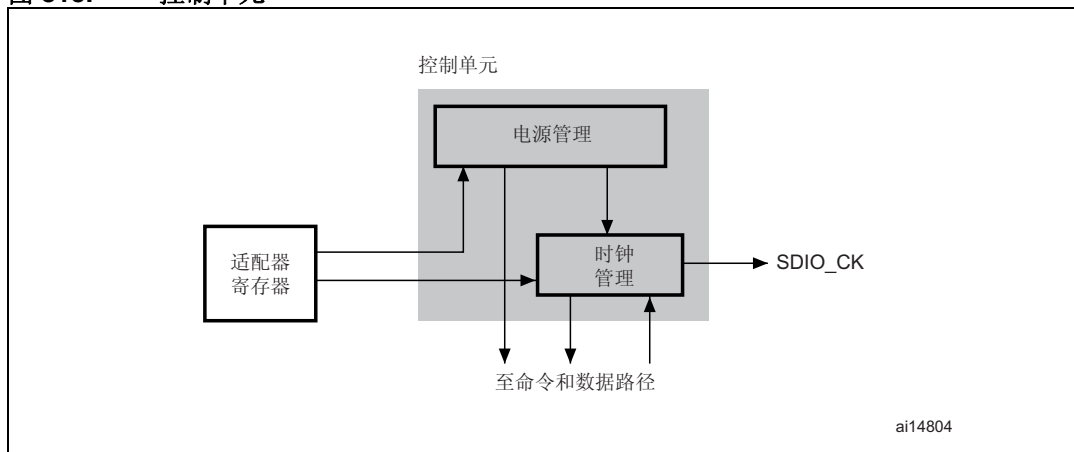 控制单元
电源管理
适配器
寄存器
时钟
管理
SDIO_CK
至命令和数据路径
ai14804